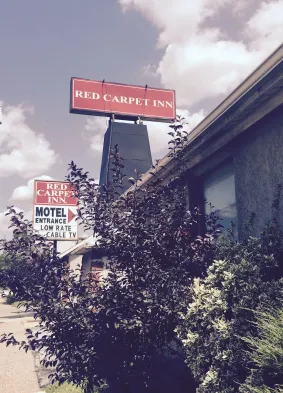 RED CARPET INN
RED
CARPET
INN
MOTEL
ENTRANCE
LOW RATE
CABLE TV